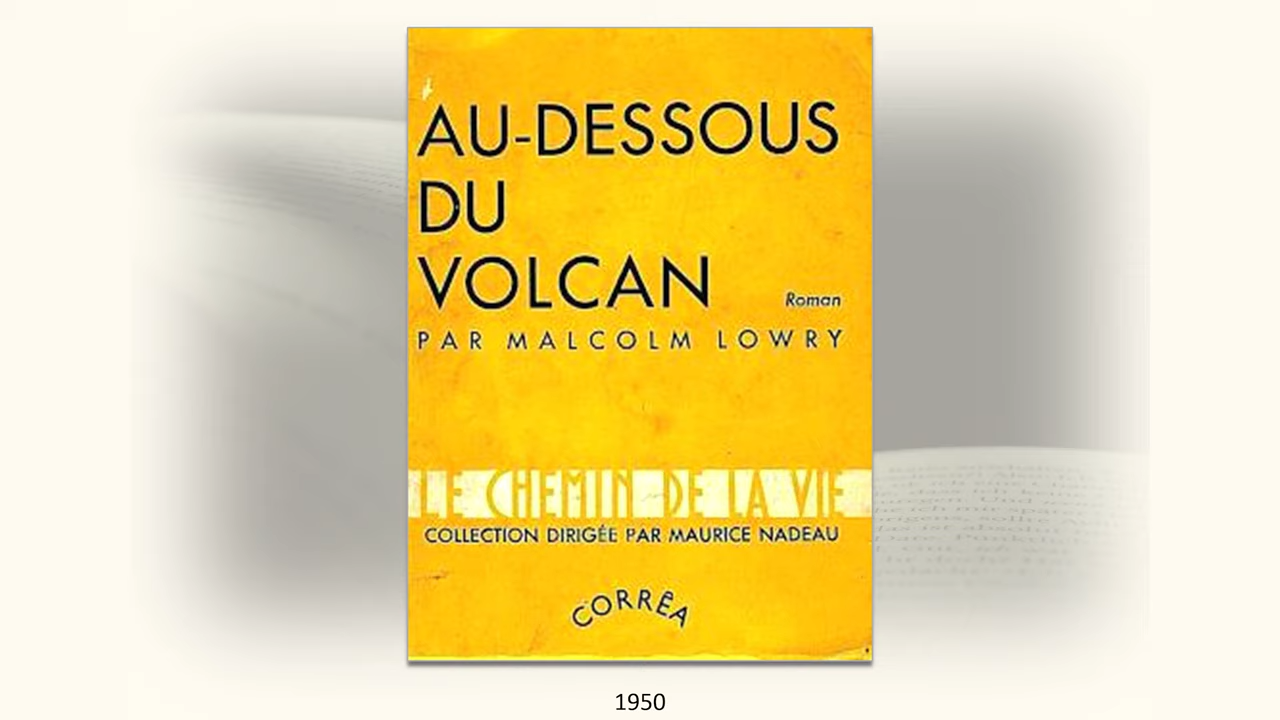 AU-DESSOUS
DU
VOLCAN
Roman
PAR MALCOLM LOWRY
LE CHEMIN DE LA VIE
COLLECTION DIRIGÉE PAR MAURICE NADEAU
CORRÊA
1950